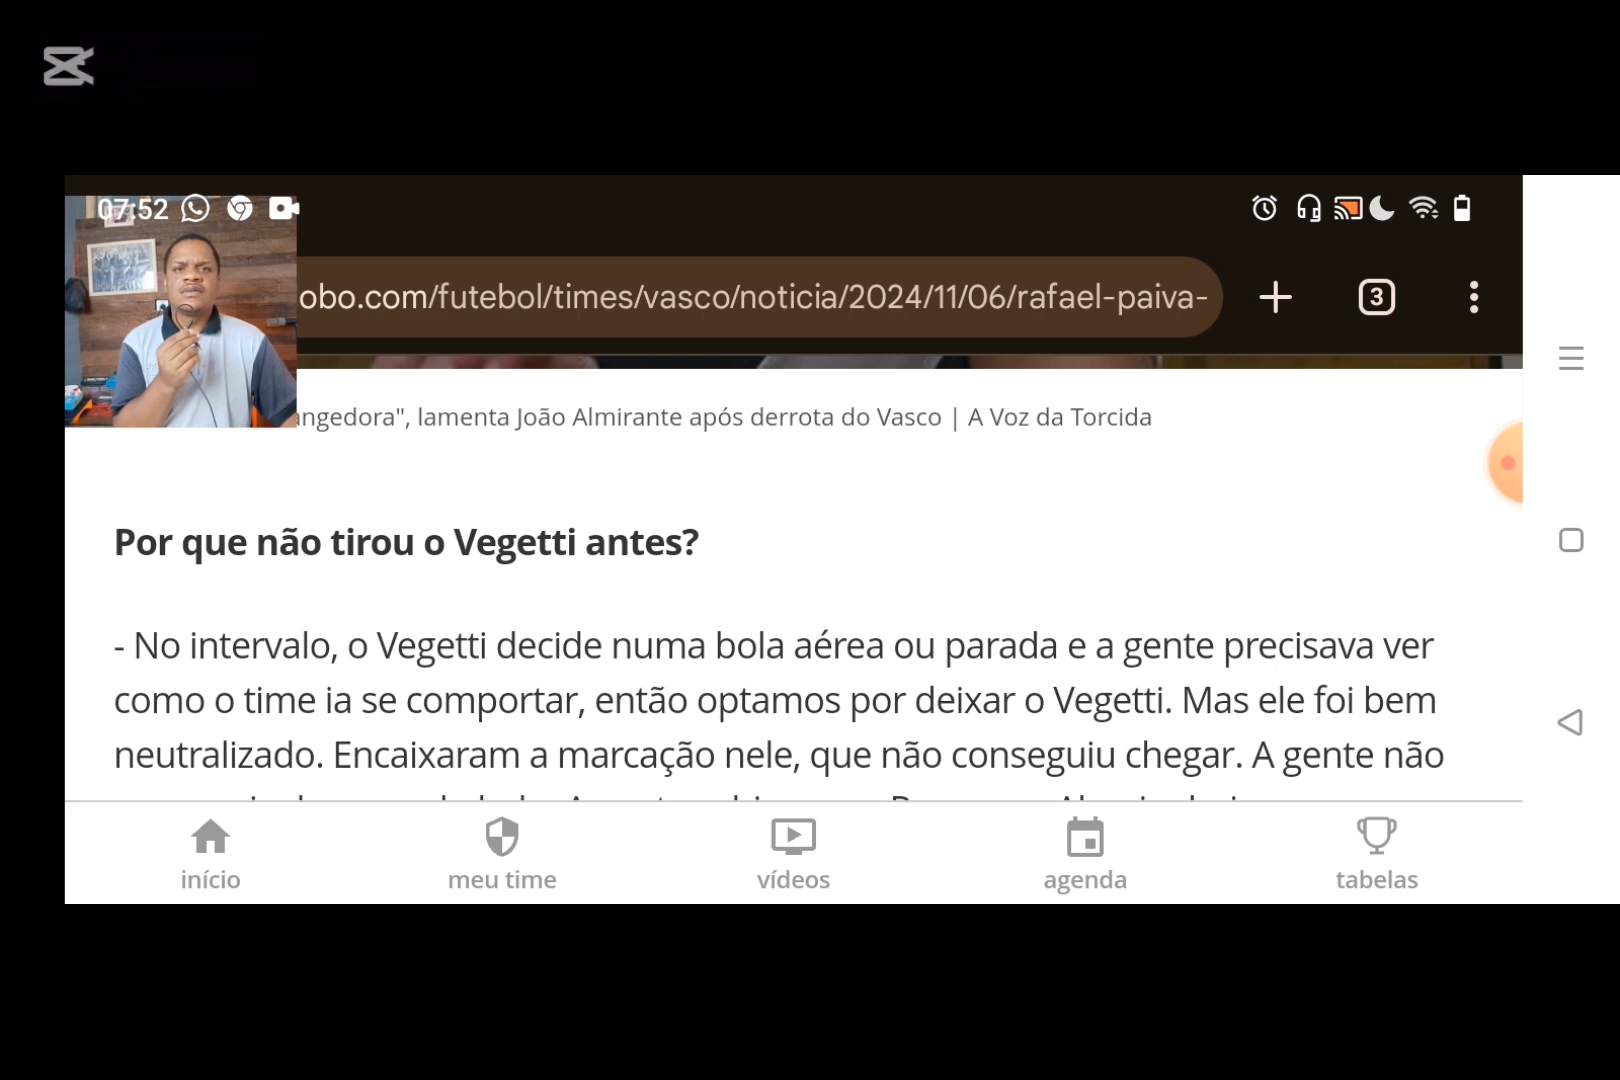 07:52
obo.com/futebol/times/vasco/noticia/2024/11/06/rafael-paiva-
3
angedora", lamenta João Almirante após derrota do Vasco | A Voz da Torcida
Por que não tirou o Vegetti antes?
- No intervalo, o Vegetti decide numa bola aérea ou parada e a gente precisava ver
como o time ia se comportar, então optamos por deixar o Vegetti. Mas ele foi bem
neutralizado. Encaixaram a marcação nele, que não conseguiu chegar. A gente não
início
meu time
vídeos
agenda
tabelas